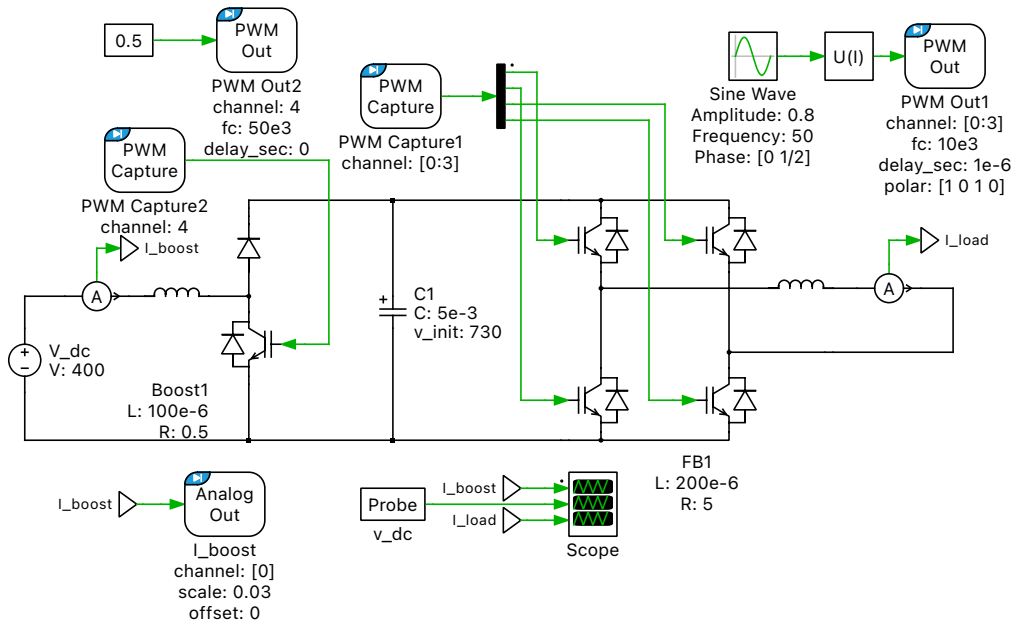 0.5
PWM
Out
PWM Out2
channel: 4
fc: 50e3
delay_sec: 0
PWM
Capture
PWM Capture1
channel: [0:3]
Sine Wave
Amplitude: 0.8
Frequency: 50
Phase: [0 1/2]
U(I)
PWM
Out
PWM Out1
channel: [0:3]
fc: 10e3
delay_sec: 1e-6
polar: [1 0 1 0]
PWM
Capture
PWM Capture2
channel: 4
I_boost
A
V_dc
V: 400
Boost1
L: 100e-6
R: 0.5
C1
C: 5e-3
v_init: 730
I_load
A
FB1
L: 200e-6
R: 5
I_boost
Analog
Out
I_boost
channel: [0]
scale: 0.03
offset: 0
Probe
v_dc
I_boost
I_load
Scope